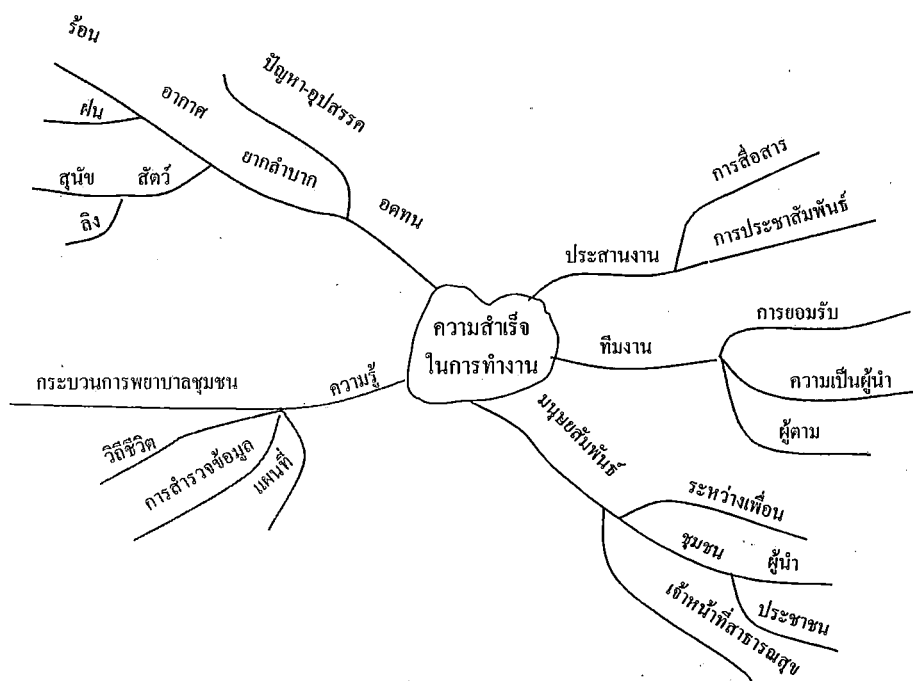 ร้อน
ฝน
อากาศ
สุนัข
สัตว์
ลิง
ปัญหา-อุปสรรค
ยากลำบาก
อดทน
ความสำเร็จ
ในการทำงาน
ประสานงาน
การสื่อสาร
การประชาสัมพันธ์
ทีมงาน
การยอมรับ
ความเป็นผู้นำ
ผู้ตาม
มนุษยสัมพันธ์
ระหว่างเพื่อน
ชุมชน
ผู้นำ
ประชาชน
เจ้าหน้าที่สาธารณสุข
ความรู้
กระบวนการพยาบาลชุมชน
วิถีชีวิต
การสำรวจข้อมูล
แผนที่